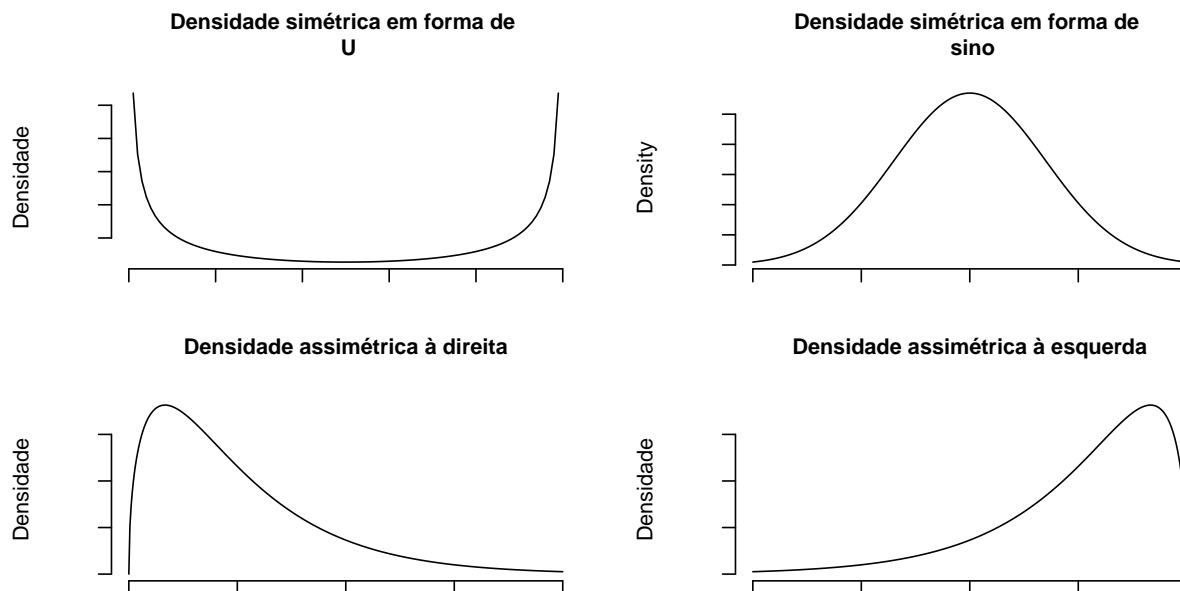 Densidade simétrica em forma de
U
Densidade
Densidade simétrica em forma de
sino
Density
Densidade assimétrica à direita
Densidade
Densidade assimétrica à esquerda
Densidade